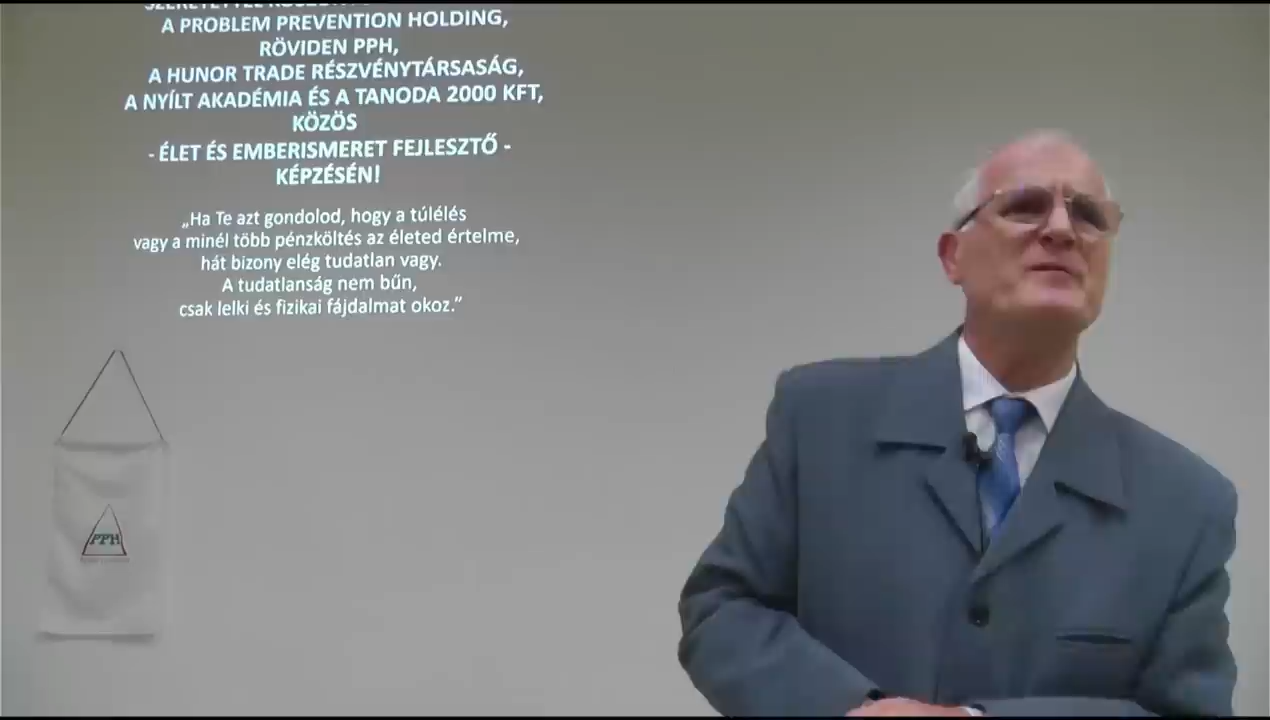 A PROBLEM PREVENTION HOLDING,
RÖVIDEN PPH,
A HUNOR TRADE RÉSZVÉNYTÁRSASÁG,
A NYÍLT AKADÉMIA ÉS A TANODA 2000 KFT,
KÖZÖS
- ÉLET ÉS EMBERISMERET FEJLESZTŐ -
KÉPZÉSÉN!
„Ha Te azt gondolod, hogy a túlélés
vagy a minél több pénzköltés az életed értelme,
hát bizony elég tudatlan vagy.
A tudatlanság nem bűn,
csak lelki és fizikai fájdalmat okoz.”
PPH